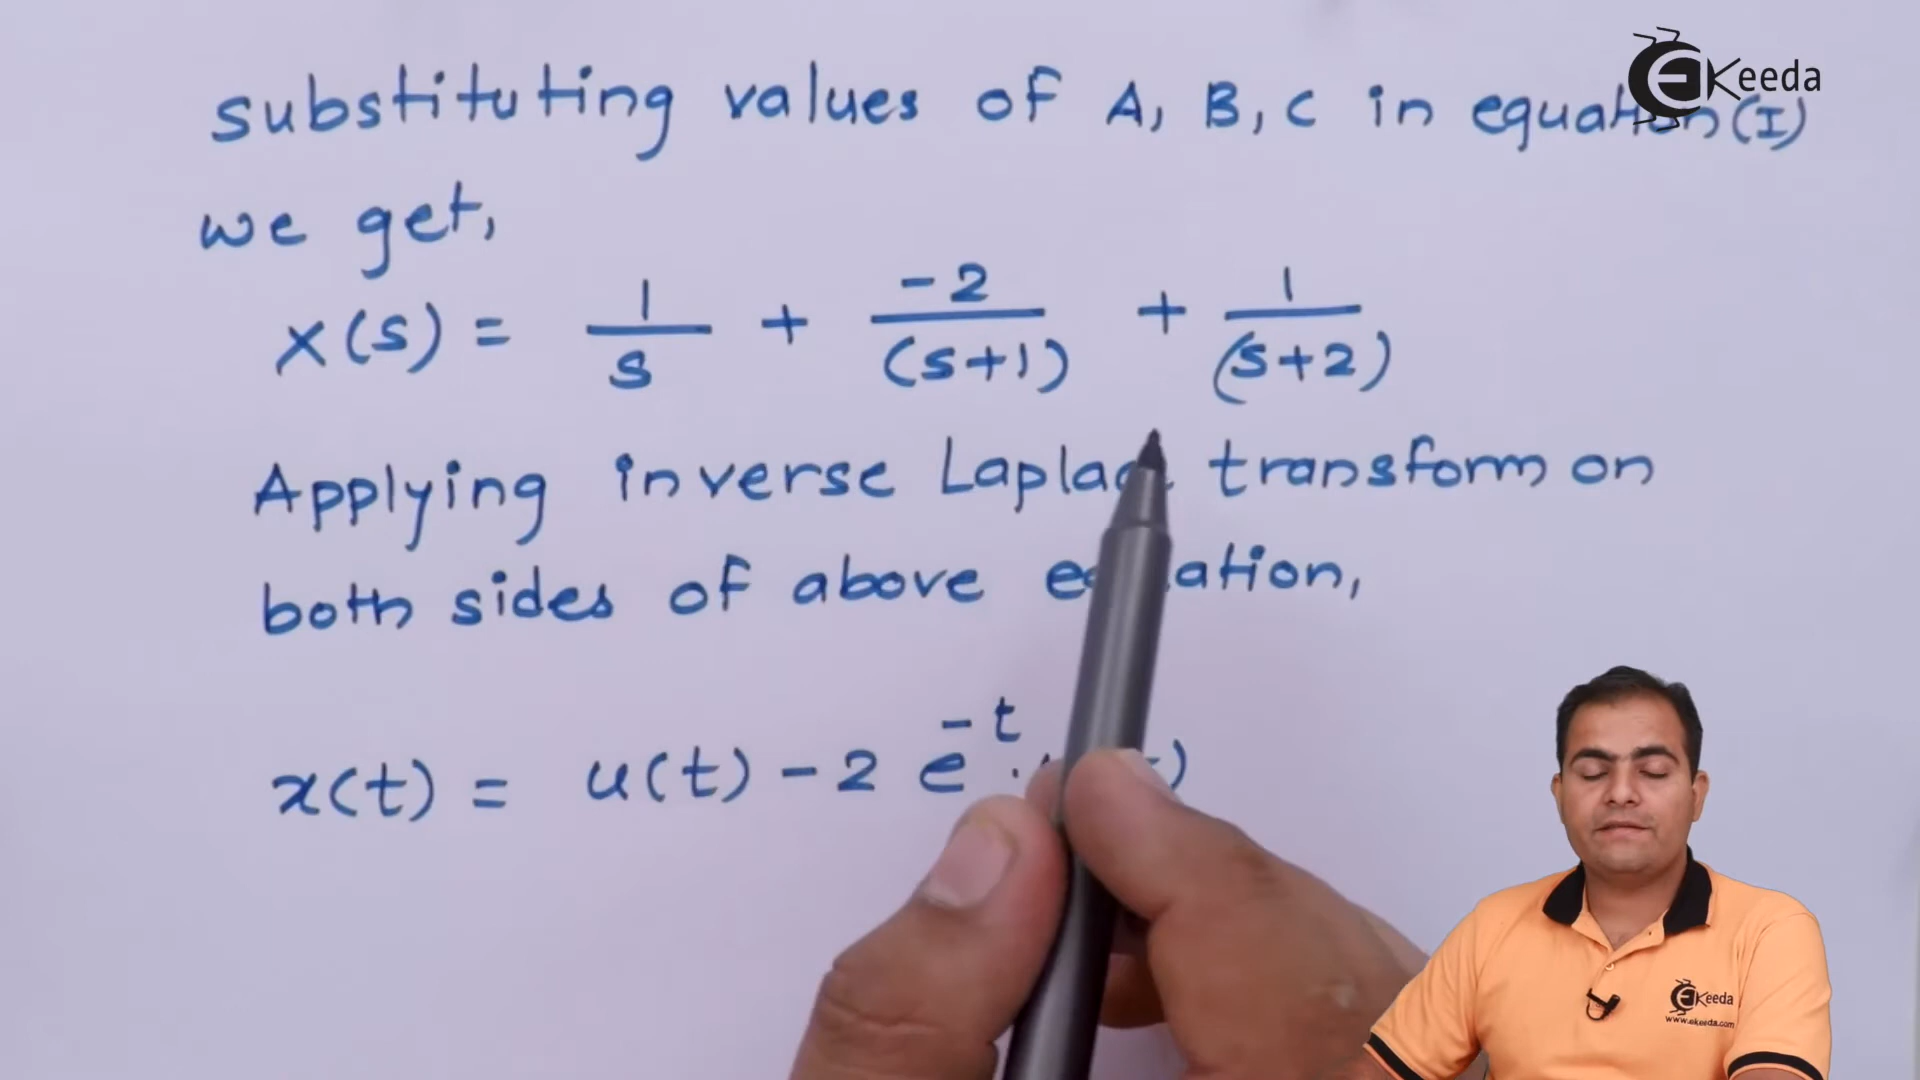 EKeeda
substituting values of A, B, C in equation (I)
we get,
X(s) = 1/s + -2/(s+1) + 1/(s+2)
Applying inverse Laplace transform on
both sides of above equation,
x(t) = u(t) - 2 e^-t .
EKeeda
www.ekeeda.com